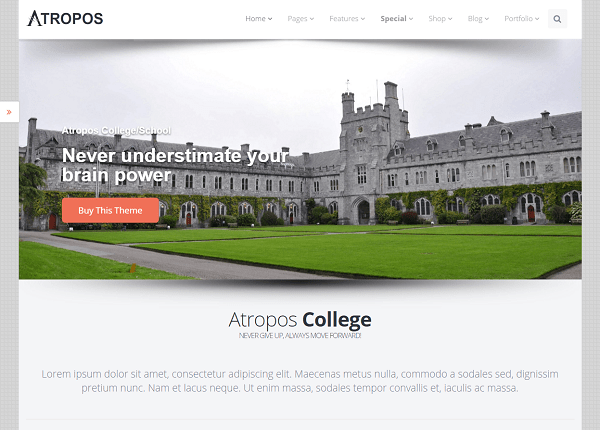 ATROPOS
Home Pages Features Special Shop Blog Portfolio
Atropos College/School
Never understimate your
brain power
Buy This Theme
Atropos College
NEVER GIVE UP, ALWAYS MOVE FORWARD!
Lorem ipsum dolor sit amet, consectetur adipiscing elit. Maecenas metus nulla, commodo a sodales sed, dignissim
pretium nunc. Nam et lacus neque. Ut enim massa, sodales tempor convallis et, iaculis ac massa.